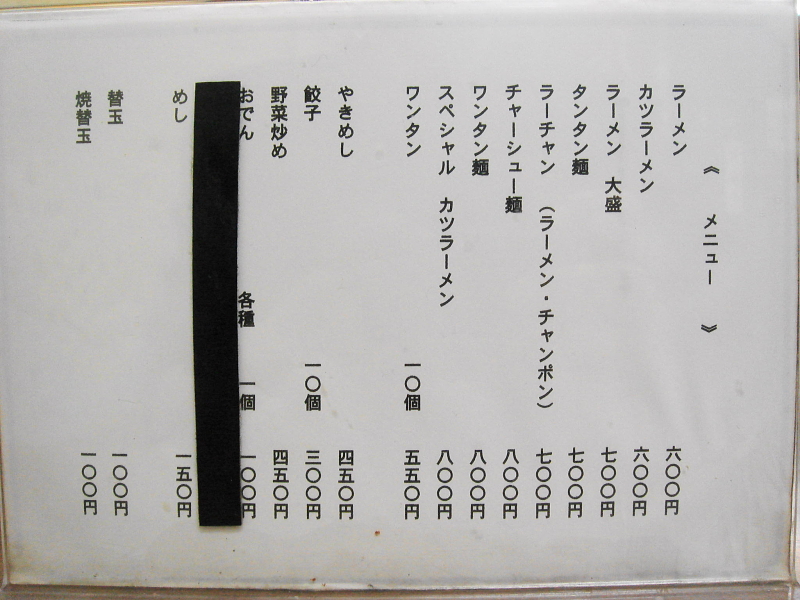 《 メニュー 》
ラーメン 六〇〇円
カツラーメン 六〇〇円
ラーメン 大盛 七〇〇円
タンタン麺 七〇〇円
ラーチャン (ラーメン・チャンポン) 七〇〇円
チャーシュー麺 八〇〇円
ワンタン麺 八〇〇円
スペシャル カツラーメン 八〇〇円
ワンタン 一〇個 五五〇円
やきめし 四五〇円
餃子 一〇個 三〇〇円
野菜炒め 四五〇円
おでん 各種 一個 一〇〇円
めし 一五〇円
替玉 一〇〇円
焼替玉 一〇〇円